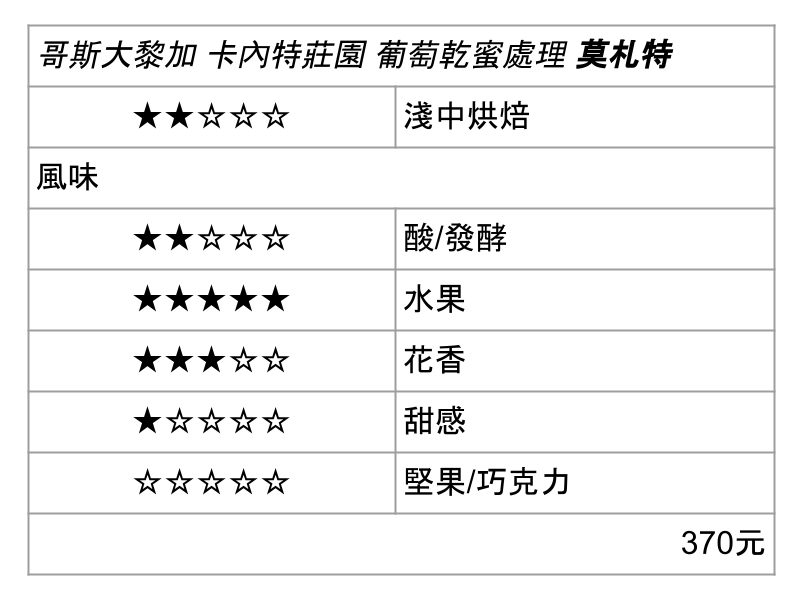 哥斯大黎加 卡內特莊園 葡萄乾蜜處理 莫札特
★★☆☆☆ 淺中烘焙
風味
★★☆☆☆ 酸/發酵
★★★★★ 水果
★★★☆☆ 花香
★☆☆☆☆ 甜感
☆☆☆☆☆ 堅果/巧克力
370元